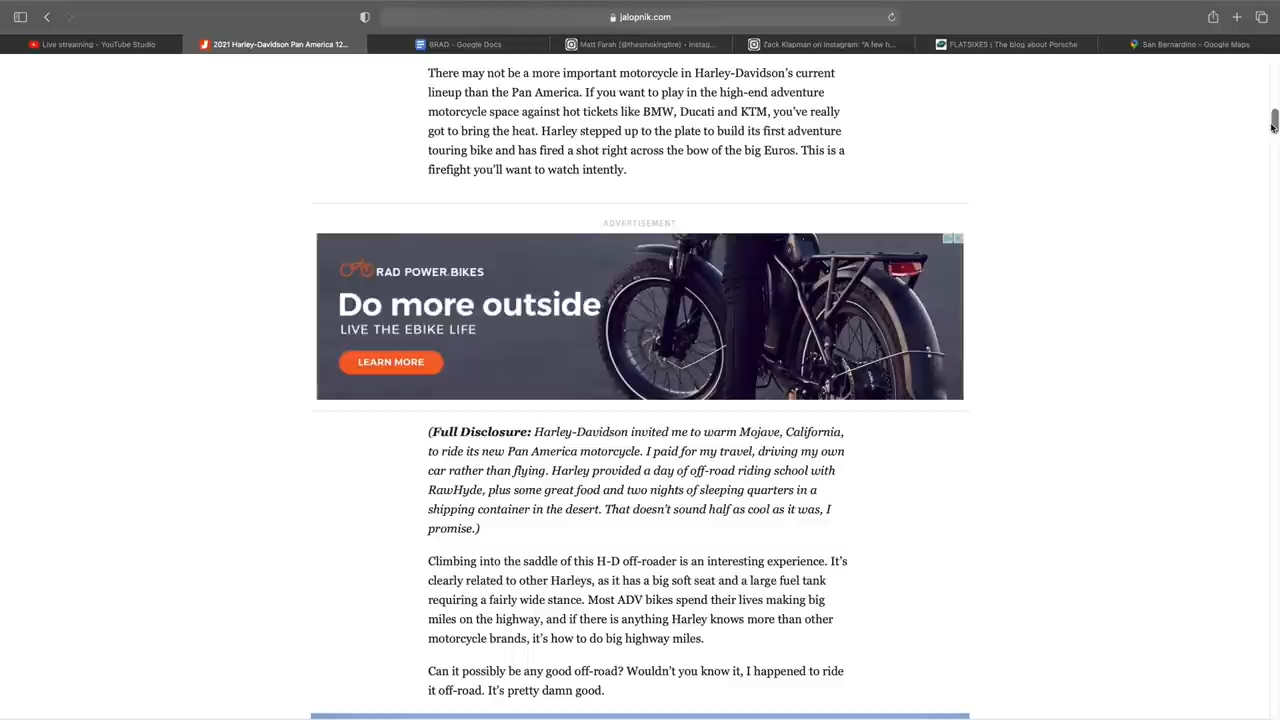 jalopnik.com
Live streaming - YouTube Studio
2021 Harley-Davidson Pan America 12...
BRAD - Google Docs
Matt Farah (@thesmokingtire) • Instag...
Zack Klapman on Instagram: "A few h...
FLATSIXES | The blog about Porsche
San Bernardino - Google Maps
There may not be a more important motorcycle in Harley-Davidson's current
lineup than the Pan America. If you want to play in the high-end adventure
motorcycle space against hot tickets like BMW, Ducati and KTM, you've really
got to bring the heat. Harley stepped up to the plate to build its first adventure
touring bike and has fired a shot right across the bow of the big Euros. This is a
firefight you'll want to watch intently.
ADVERTISEMENT
RAD POWER BIKES
Do more outside
LIVE THE EBIKE LIFE
LEARN MORE
(Full Disclosure: Harley-Davidson invited me to warm Mojave, California,
to ride its new Pan America motorcycle. I paid for my travel, driving my own
car rather than flying. Harley provided a day of off-road riding school with
RawHyde, plus some great food and two nights of sleeping quarters in a
shipping container in the desert. That doesn't sound half as cool as it was, I
promise.)
Climbing into the saddle of this H-D off-roader is an interesting experience. It's
clearly related to other Harleys, as it has a big soft seat and a large fuel tank
requiring a fairly wide stance. Most ADV bikes spend their lives making big
miles on the highway, and if there is anything Harley knows more than other
motorcycle brands, it's how to do big highway miles.
Can it possibly be any good off-road? Wouldn't you know it, I happened to ride
it off-road. It's pretty damn good.